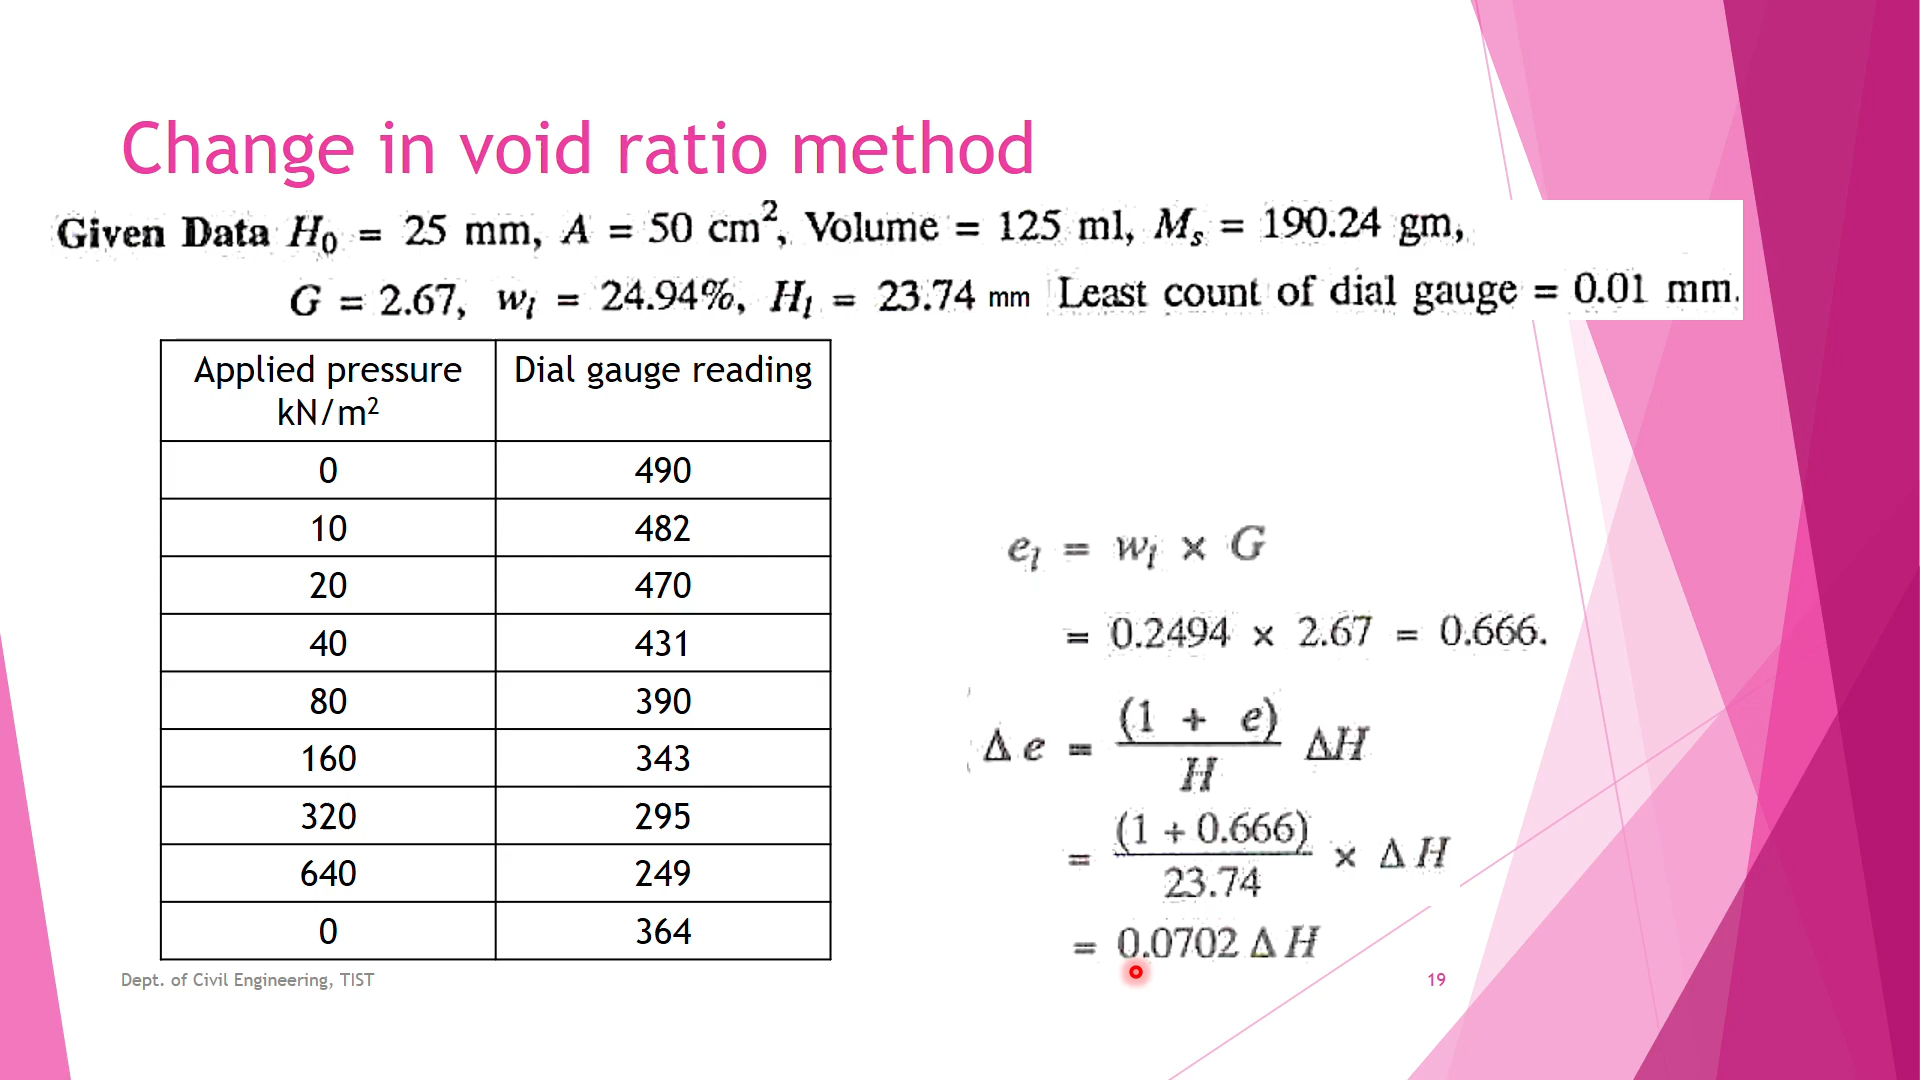 Change in void ratio method
Given Data H₀ = 25 mm, A = 50 cm², Volume = 125 ml, Mₛ = 190.24 gm,
G = 2.67, w_l = 24.94%, H_l = 23.74 mm Least count of dial gauge = 0.01 mm.
Applied pressure kN/m² Dial gauge reading
0 490
10 482
20 470
40 431
80 390
160 343
320 295
640 249
0 364
e_l = w_l × G
= 0.2494 × 2.67 = 0.666.
Δe = (1 + e) / H ΔH
= (1 + 0.666) / 23.74 × ΔH
= 0.0702 ΔH
Dept. of Civil Engineering, TIST 19